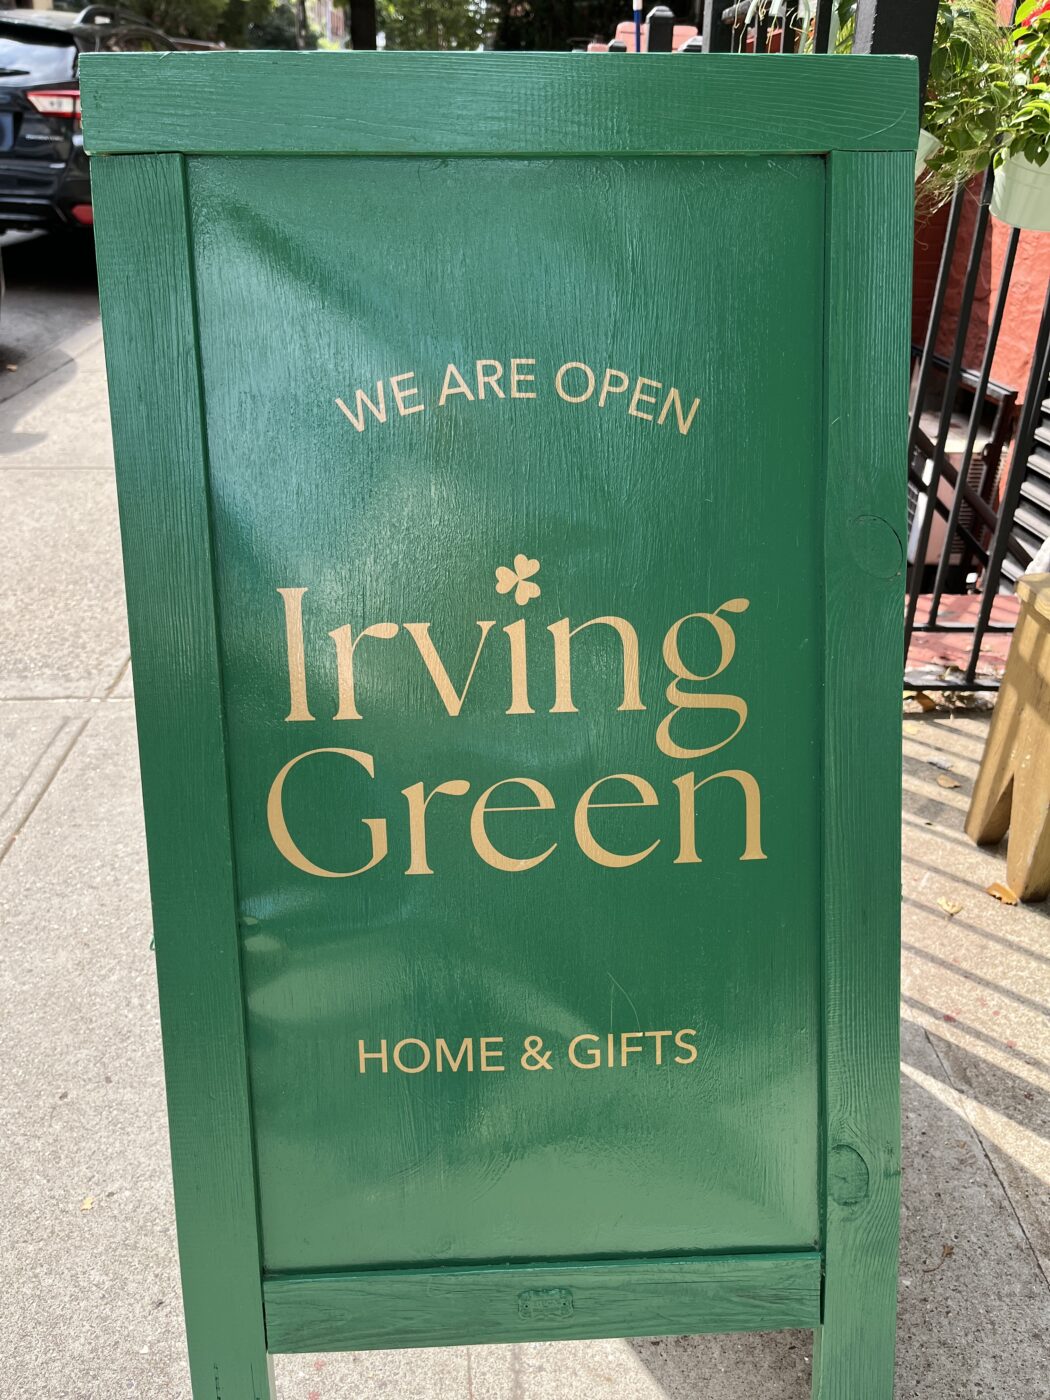 WE ARE OPEN
Irving
Green
HOME & GIFTS